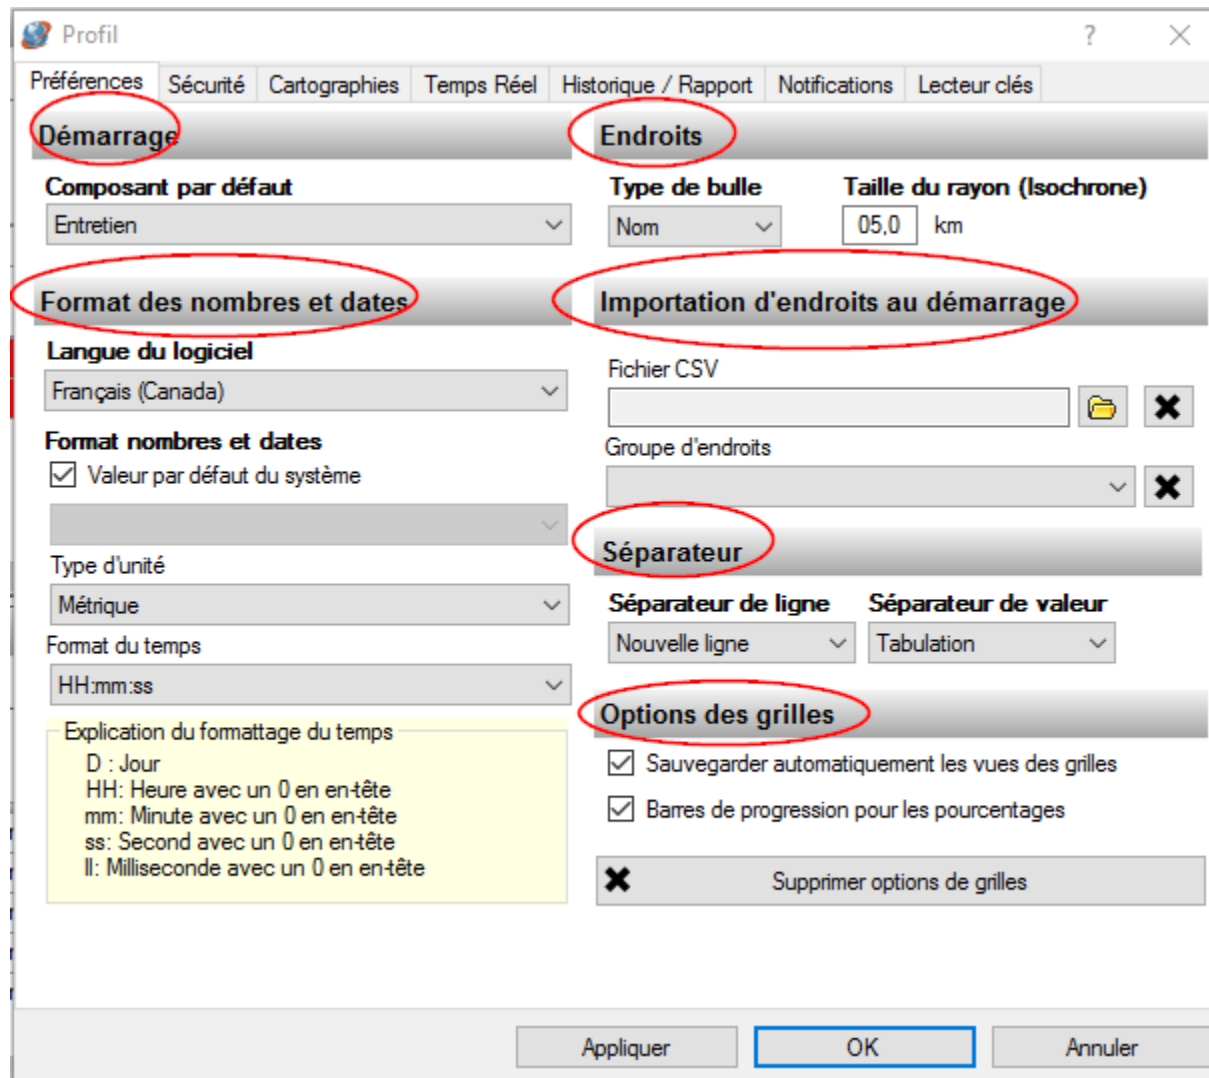 Profil
Préférences Sécurité Cartographies Temps Réel Historique / Rapport Notifications Lecteur clés
Démarrage
Composant par défaut
Entretien
Format des nombres et dates
Langue du logiciel
Français (Canada)
Format nombres et dates
Valeur par défaut du système
Type d'unité
Métrique
Format du temps
HH:mm:ss
Explication du formattage du temps
D : Jour
HH: Heure avec un 0 en en-tête
mm: Minute avec un 0 en en-tête
ss: Second avec un 0 en en-tête
ll: Milliseconde avec un 0 en en-tête
Endroits
Type de bulle Taille du rayon (Isochrone)
Nom 05,0 km
Importation d'endroits au démarrage
Fichier CSV
Groupe d'endroits
Séparateur
Séparateur de ligne Séparateur de valeur
Nouvelle ligne Tabulation
Options des grilles
Sauvegarder automatiquement les vues des grilles
Barres de progression pour les pourcentages
Supprimer options de grilles
Appliquer OK Annuler